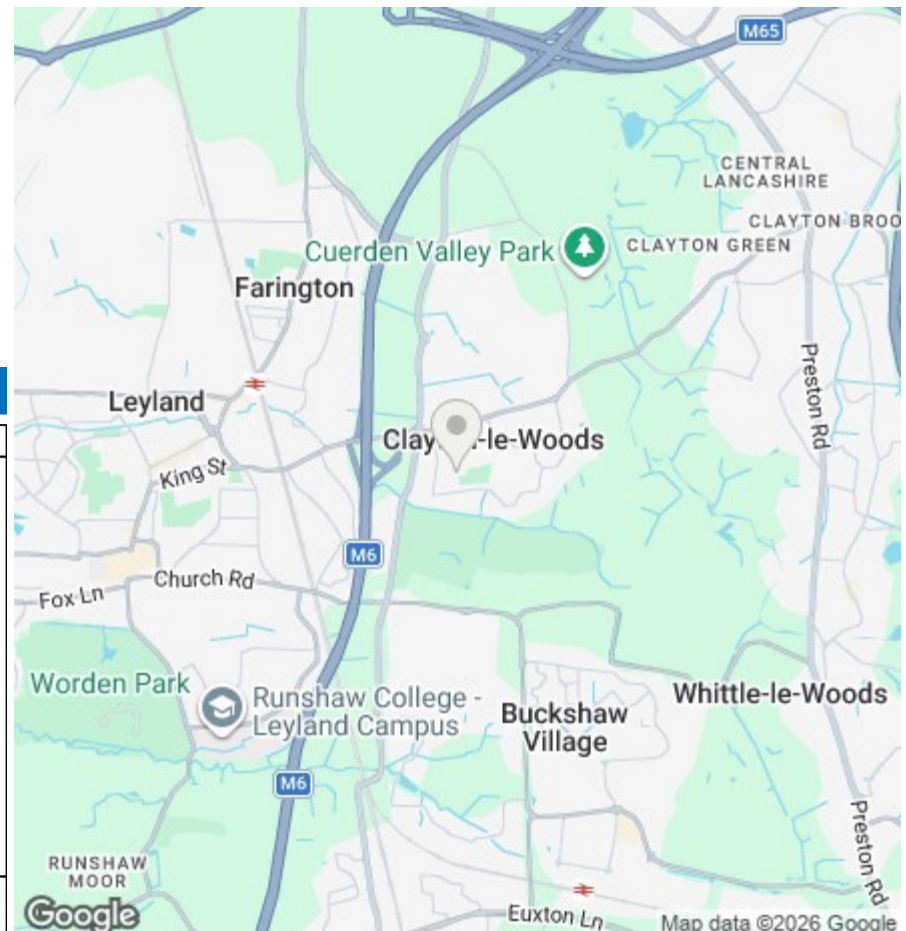 M65
CENTRAL
LANCASHIRE
CLAYTON BROO
Cuerden Valley Park
CLAYTON GREEN
Farington
Preston Rd
Leyland
Clay -le-Woods
King St
M6
Church Rd
Fox Ln
Worden Park
Runshaw College -
Leyland Campus
Whittle-le-Woods
Buckshaw
Village
M6
Preston Rd
RUNSHAW
MOOR
Google
Euxton Ln
Map data ©2026 Google